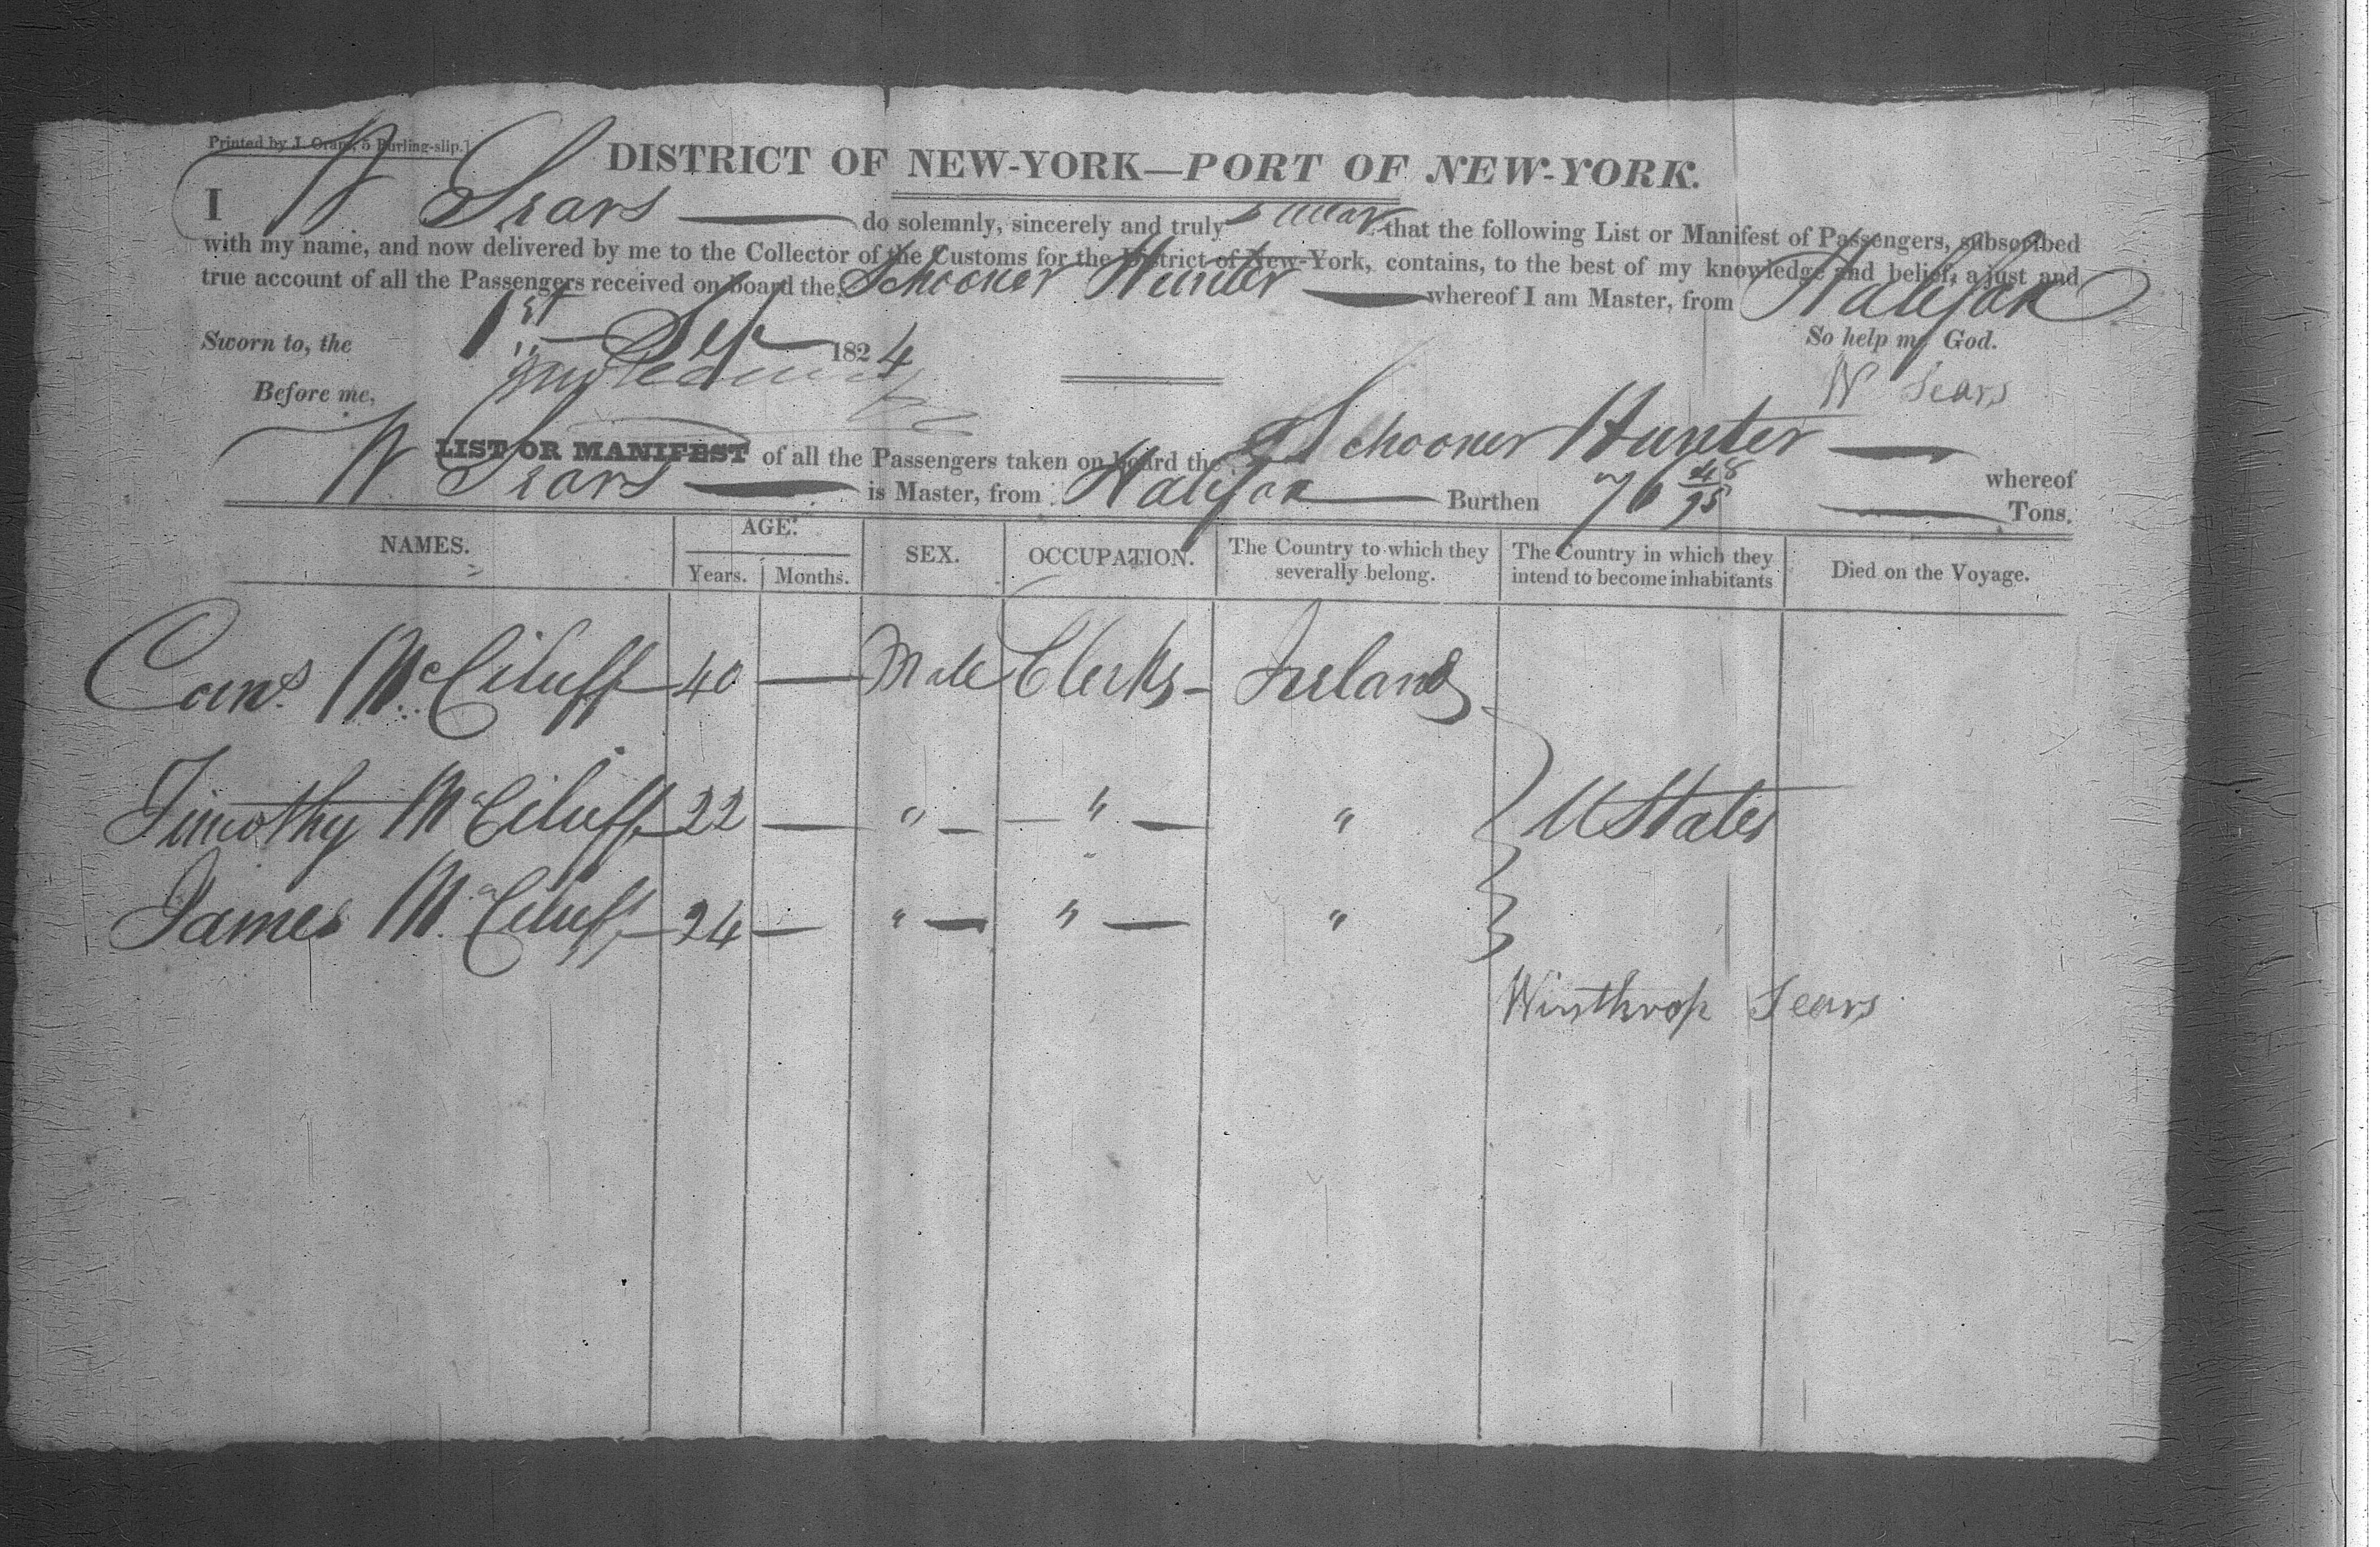 Printed by J. Oram, 5 Burling-slip.]
DISTRICT OF NEW-YORK—PORT OF NEW-YORK.
I W Sears do solemnly, sincerely and truly swear that the following List or Manifest of Passengers, subscribed
with my name, and now delivered by me to the Collector of the Customs for the District of New-York, contains, to the best of my knowledge and belief, a just and
true account of all the Passengers received on board the Schooner Hunter whereof I am Master, from Halifax
Sworn to, the 1st Sep 1824 So help me God.
Before me, W Sears
LIST OR MANIFEST of all the Passengers taken on board the Schooner Hunter whereof
W Sears is Master, from Halifax Burthen 76 48/95 Tons.
NAMES. AGE. SEX. OCCUPATION. The Country to which they severally belong. The Country in which they intend to become inhabitants Died on the Voyage.
Years. Months.
McCiluff 40 — Male Clerks — Ireland
Timothy McCiluff 22 — " — — " — " } U States
James McCiluff 24 — " — " — "
Winthrop Sears